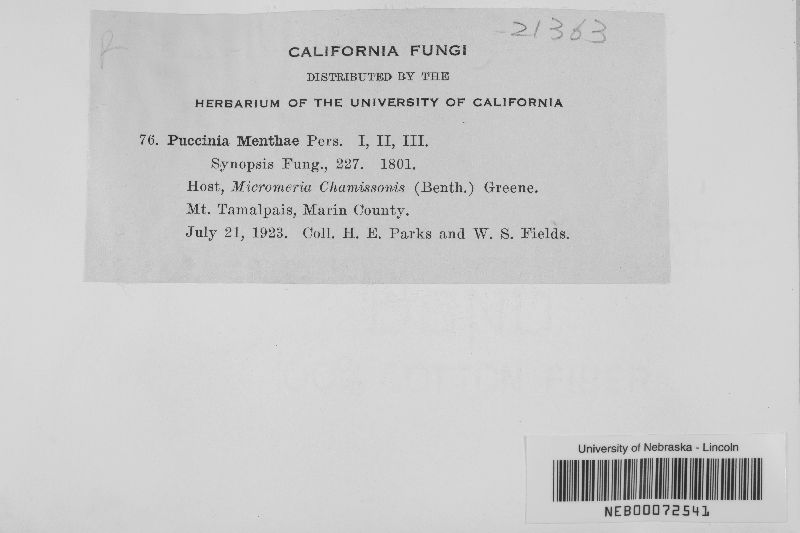 21363
CALIFORNIA FUNGI
DISTRIBUTED BY THE
HERBARIUM OF THE UNIVERSITY OF CALIFORNIA
76. Puccinia Menthae Pers. I, II, III.
Synopsis Fung., 227. 1801.
Host, Micromeria Chamissonis (Benth.) Greene.
Mt. Tamalpais, Marin County.
July 21, 1923. Coll. H. E. Parks and W. S. Fields.
University of Nebraska - Lincoln
NEB00072541